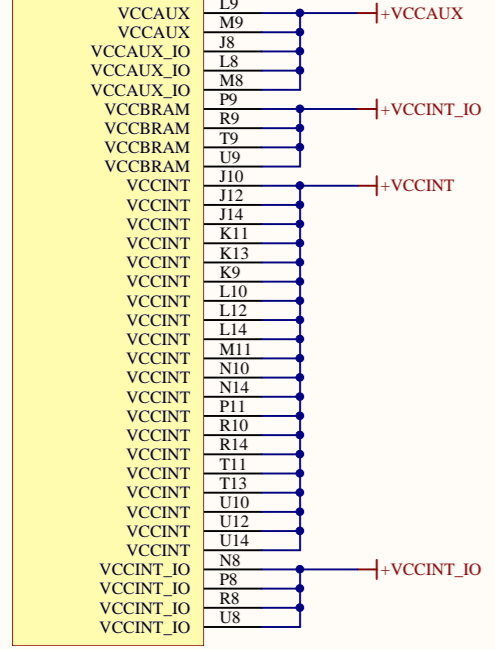 VCCAUX L9 +VCCAUX
VCCAUX M9
VCCAUX_IO J8
VCCAUX_IO L8
VCCAUX_IO M8
VCCBRAM P9 +VCCINT_IO
VCCBRAM R9
VCCBRAM T9
VCCBRAM U9
VCCINT J10 +VCCINT
VCCINT J12
VCCINT J14
VCCINT K11
VCCINT K13
VCCINT K9
VCCINT L10
VCCINT L12
VCCINT L14
VCCINT M11
VCCINT N10
VCCINT N14
VCCINT P11
VCCINT R10
VCCINT R14
VCCINT T11
VCCINT T13
VCCINT U10
VCCINT U12
VCCINT U14
VCCINT_IO N8 +VCCINT_IO
VCCINT_IO P8
VCCINT_IO R8
VCCINT_IO U8